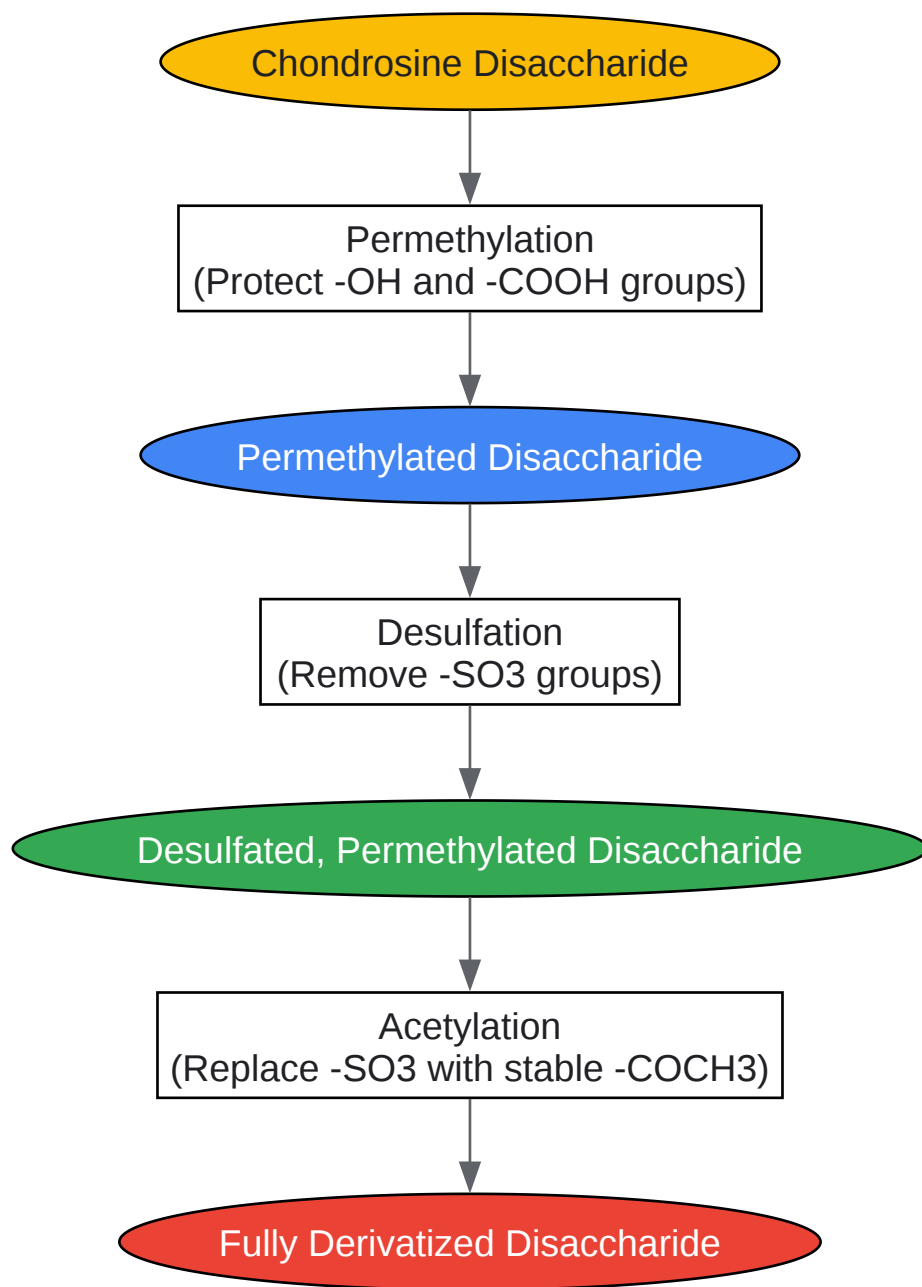 Chondrosine Disaccharide
Permethylation
(Protect -OH and -COOH groups)
Permethylated Disaccharide
Desulfation
(Remove -SO3 groups)
Desulfated, Permethylated Disaccharide
Acetylation
(Replace -SO3 with stable -COCH3)
Fully Derivatized Disaccharide